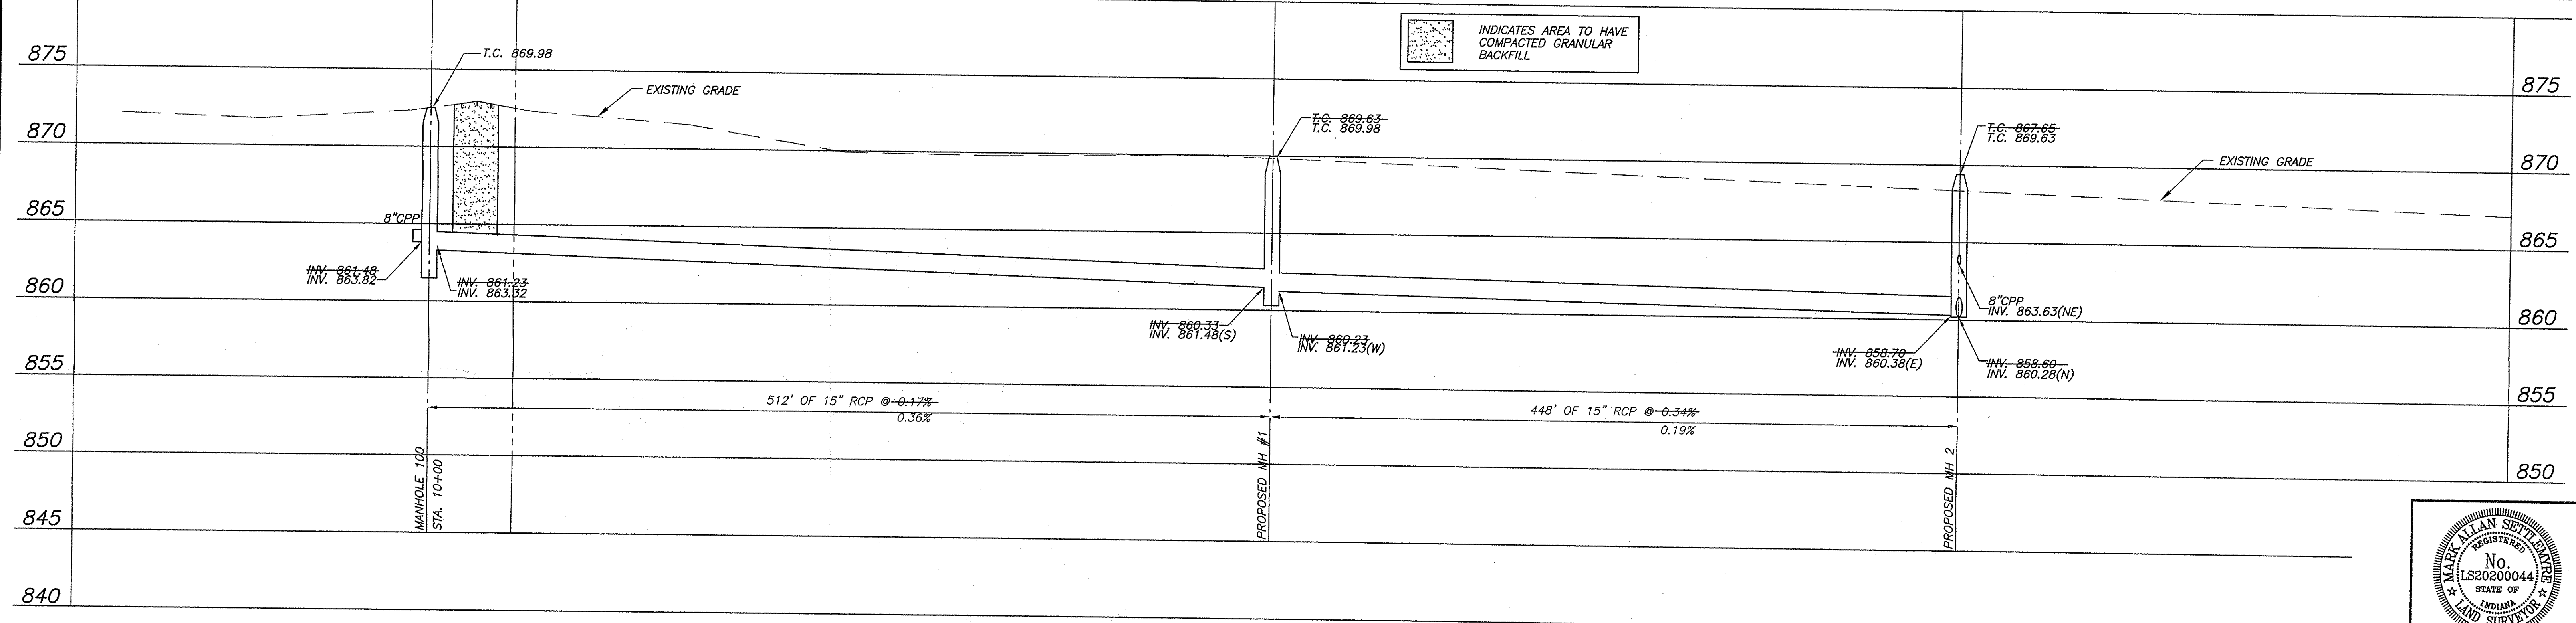 INDICATES AREA TO HAVE
COMPACTED GRANULAR
BACKFILL
875
T.C. 869.98
875
EXISTING GRADE
870
T.C. 869.63
T.C. 869.98
T.C. 867.65
T.C. 869.63
EXISTING GRADE
870
865
8"CPP
865
INV. 861.48
INV. 863.82
INV. 861.23
INV. 863.32
860
8"CPP
INV. 863.63(NE)
860
INV. 860.33
INV. 861.48(S)
INV. 860.23
INV. 861.23(W)
INV. 858.70
INV. 860.38(E)
INV. 858.60
INV. 860.28(N)
855
855
512' OF 15" RCP @ 0.17%
0.36%
448' OF 15" RCP @ 0.34%
0.19%
850
850
MANHOLE 100
STA. 10+00
PROPOSED MH #1
PROPOSED MH 2
845
840
MARK ALLAN SETTLEMYRE
REGISTERED
No.
LS20200044
STATE OF
INDIANA
LAND SURVEYOR